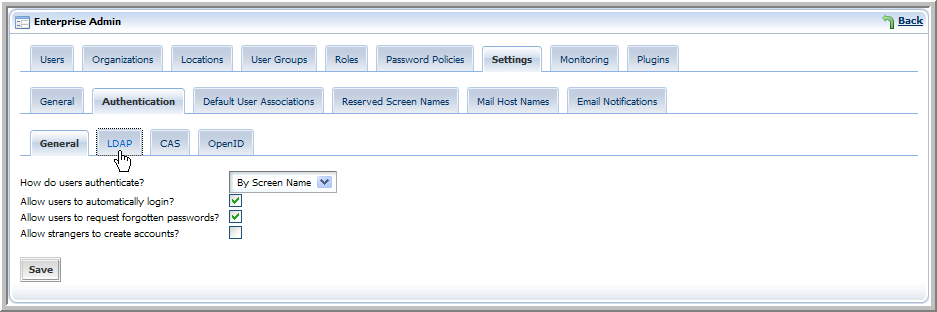 Enterprise Admin Back
Users Organizations Locations User Groups Roles Password Policies Settings Monitoring Plugins
General Authentication Default User Associations Reserved Screen Names Mail Host Names Email Notifications
General LDAP CAS OpenID
How do users authenticate? By Screen Name
Allow users to automatically login?
Allow users to request forgotten passwords?
Allow strangers to create accounts?
Save